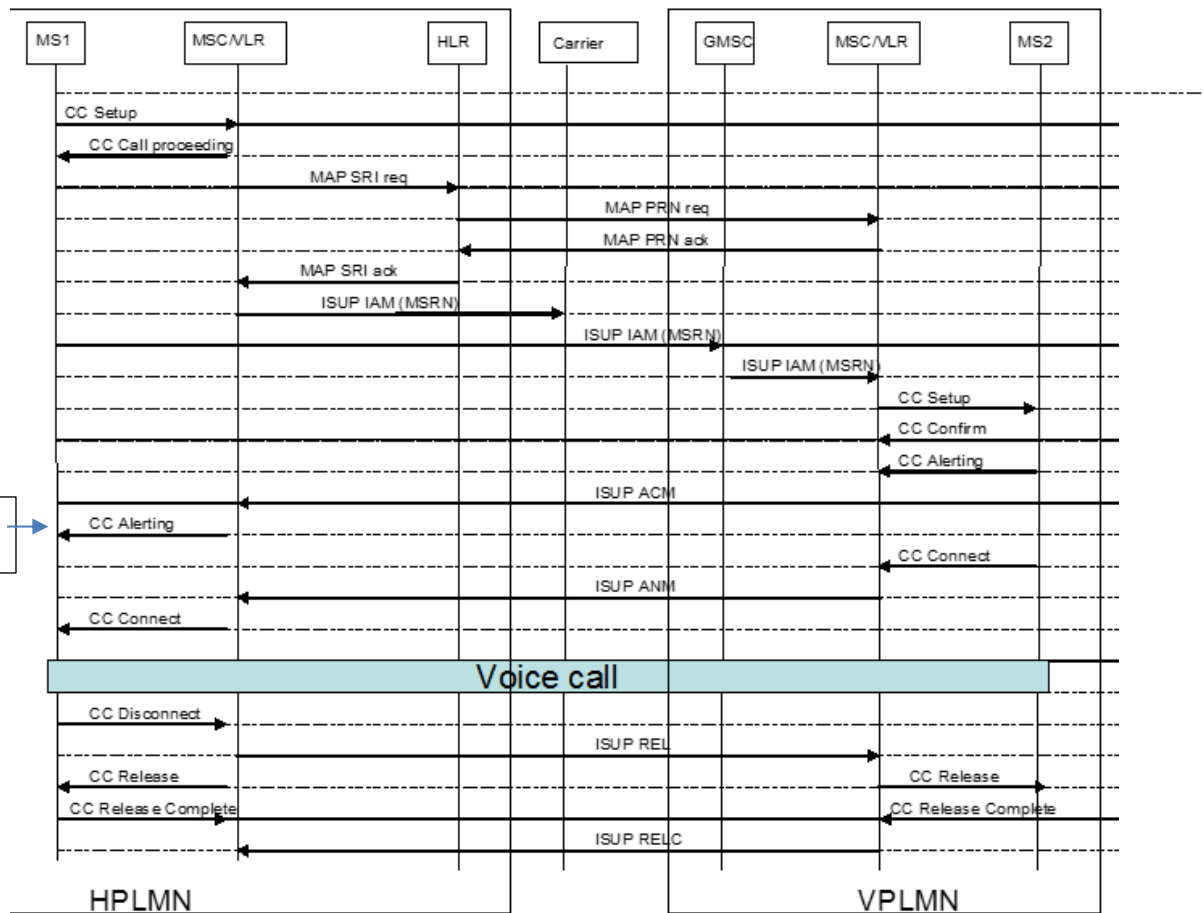 MS1
MSC/VLR
HLR
Carrier
GMSC
MSC/VLR
MS2
CC Setup
CC Call proceeding
MAP SRI req
MAP PRN req
MAP PRN ack
MAP SRI ack
ISUP IAM (MSRN)
ISUP IAM (MSRN)
ISUP IAM (MSRN)
CC Setup
CC Confirm
CC Alerting
ISUP ACM
CC Alerting
CC Connect
ISUP ANM
CC Connect
Voice call
CC Disconnect
ISUP REL
CC Release
CC Release
CC Release Complete
CC Release Complete
ISUP RELC
HPLMN
VPLMN